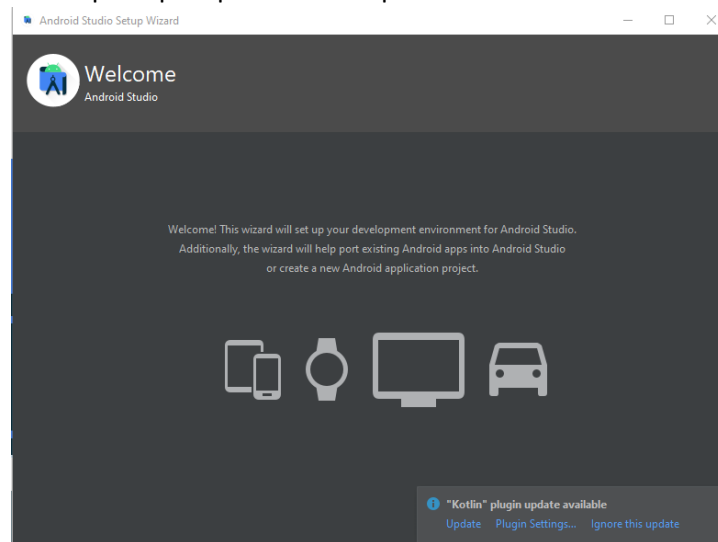 Android Studio Setup Wizard
Welcome
Android Studio
Welcome! This wizard will set up your development environment for Android Studio.
Additionally, the wizard will help port existing Android apps into Android Studio
or create a new Android application project.
"Kotlin" plugin update available
Update Plugin Settings... Ignore this update